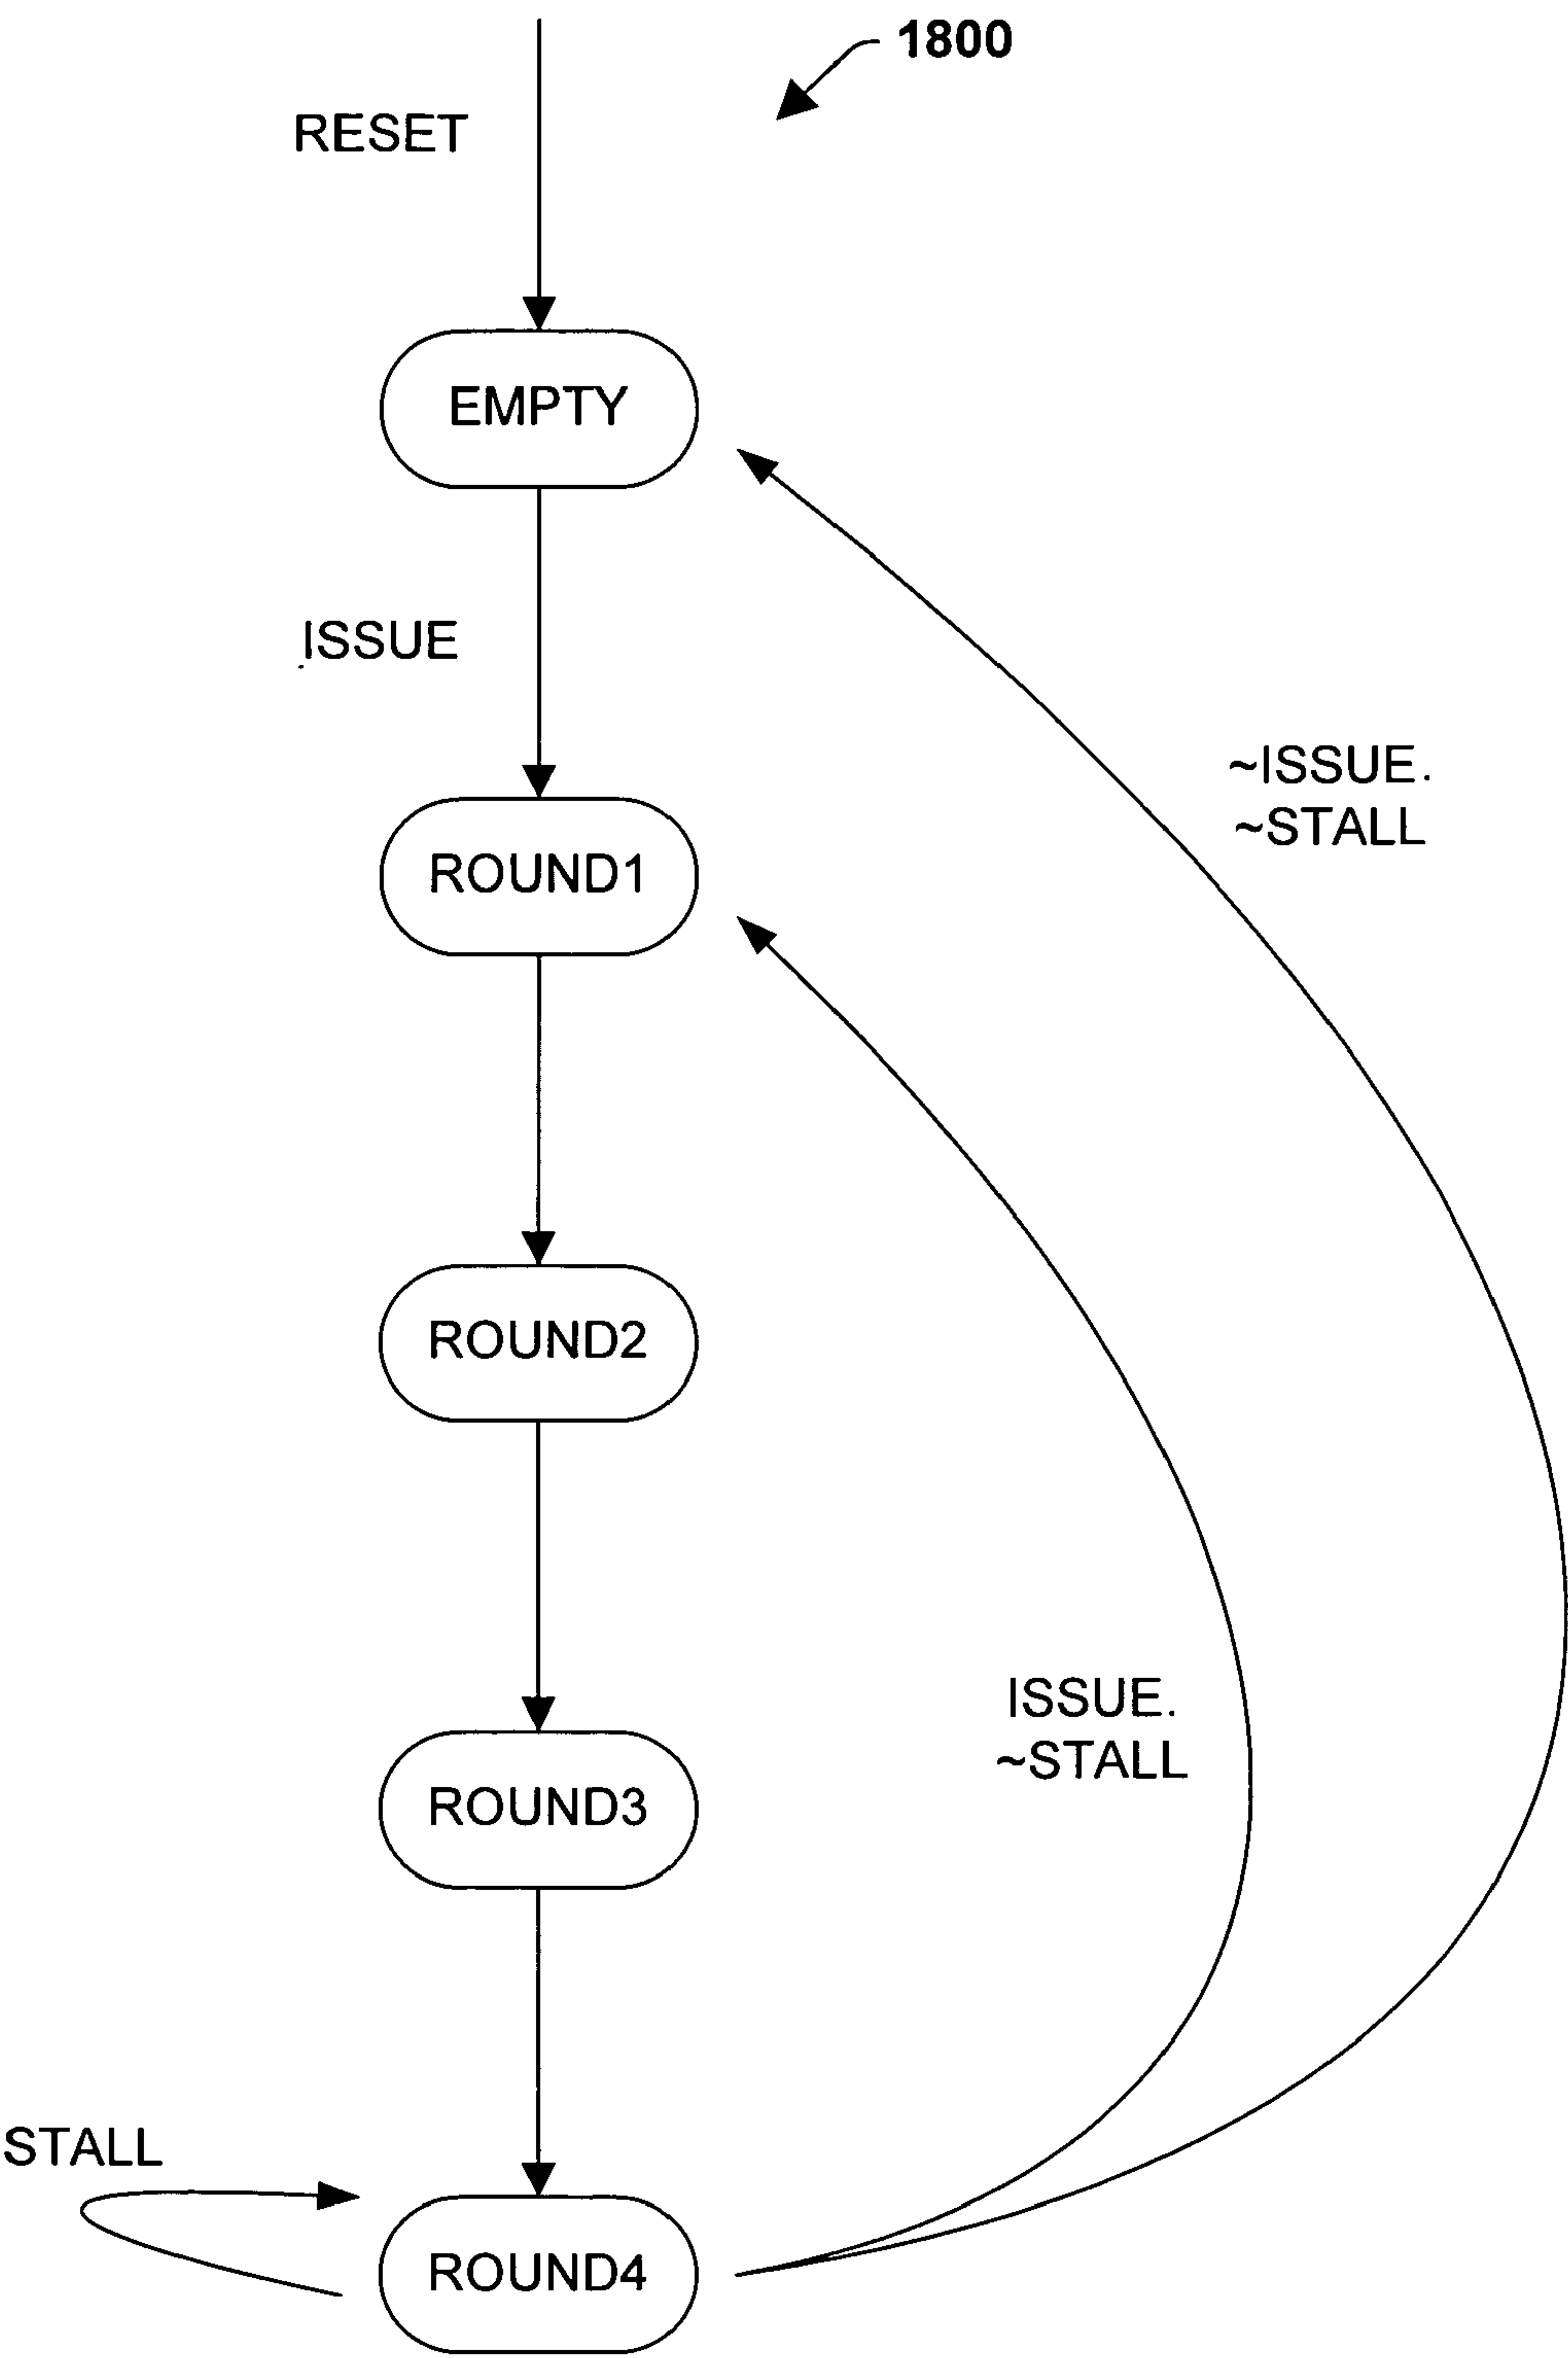 1800
RESET
EMPTY
ISSUE
~ISSUE.
~STALL
ROUND1
ROUND2
ISSUE.
~STALL
ROUND3
STALL
ROUND4